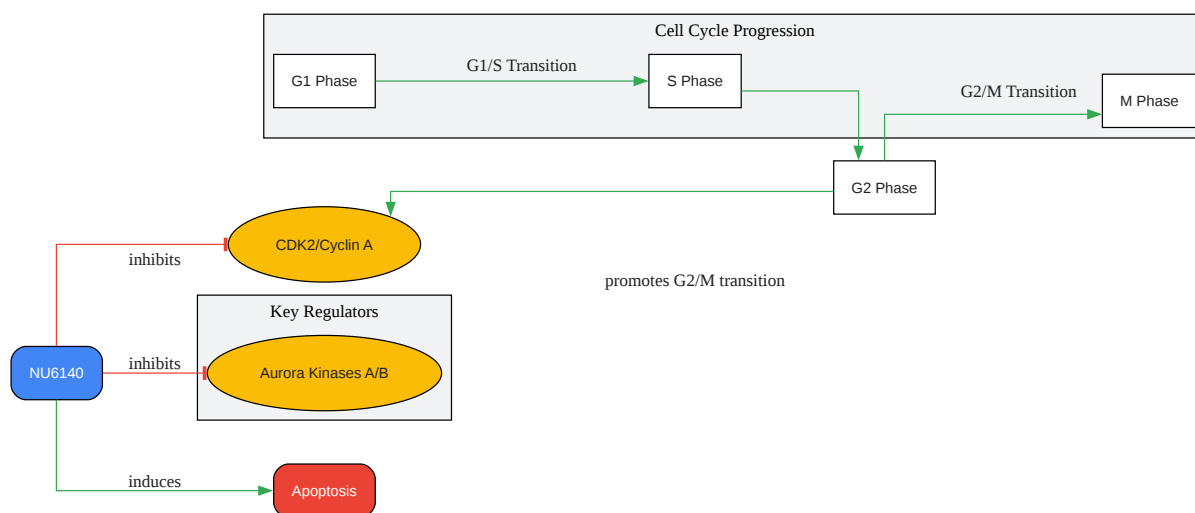 Cell Cycle Progression
G1 Phase
G1/S Transition
S Phase
G2/M Transition
M Phase
G2 Phase
CDK2/Cyclin A
inhibits
promotes G2/M transition
Key Regulators
NU6140
inhibits
Aurora Kinases A/B
induces
Apoptosis